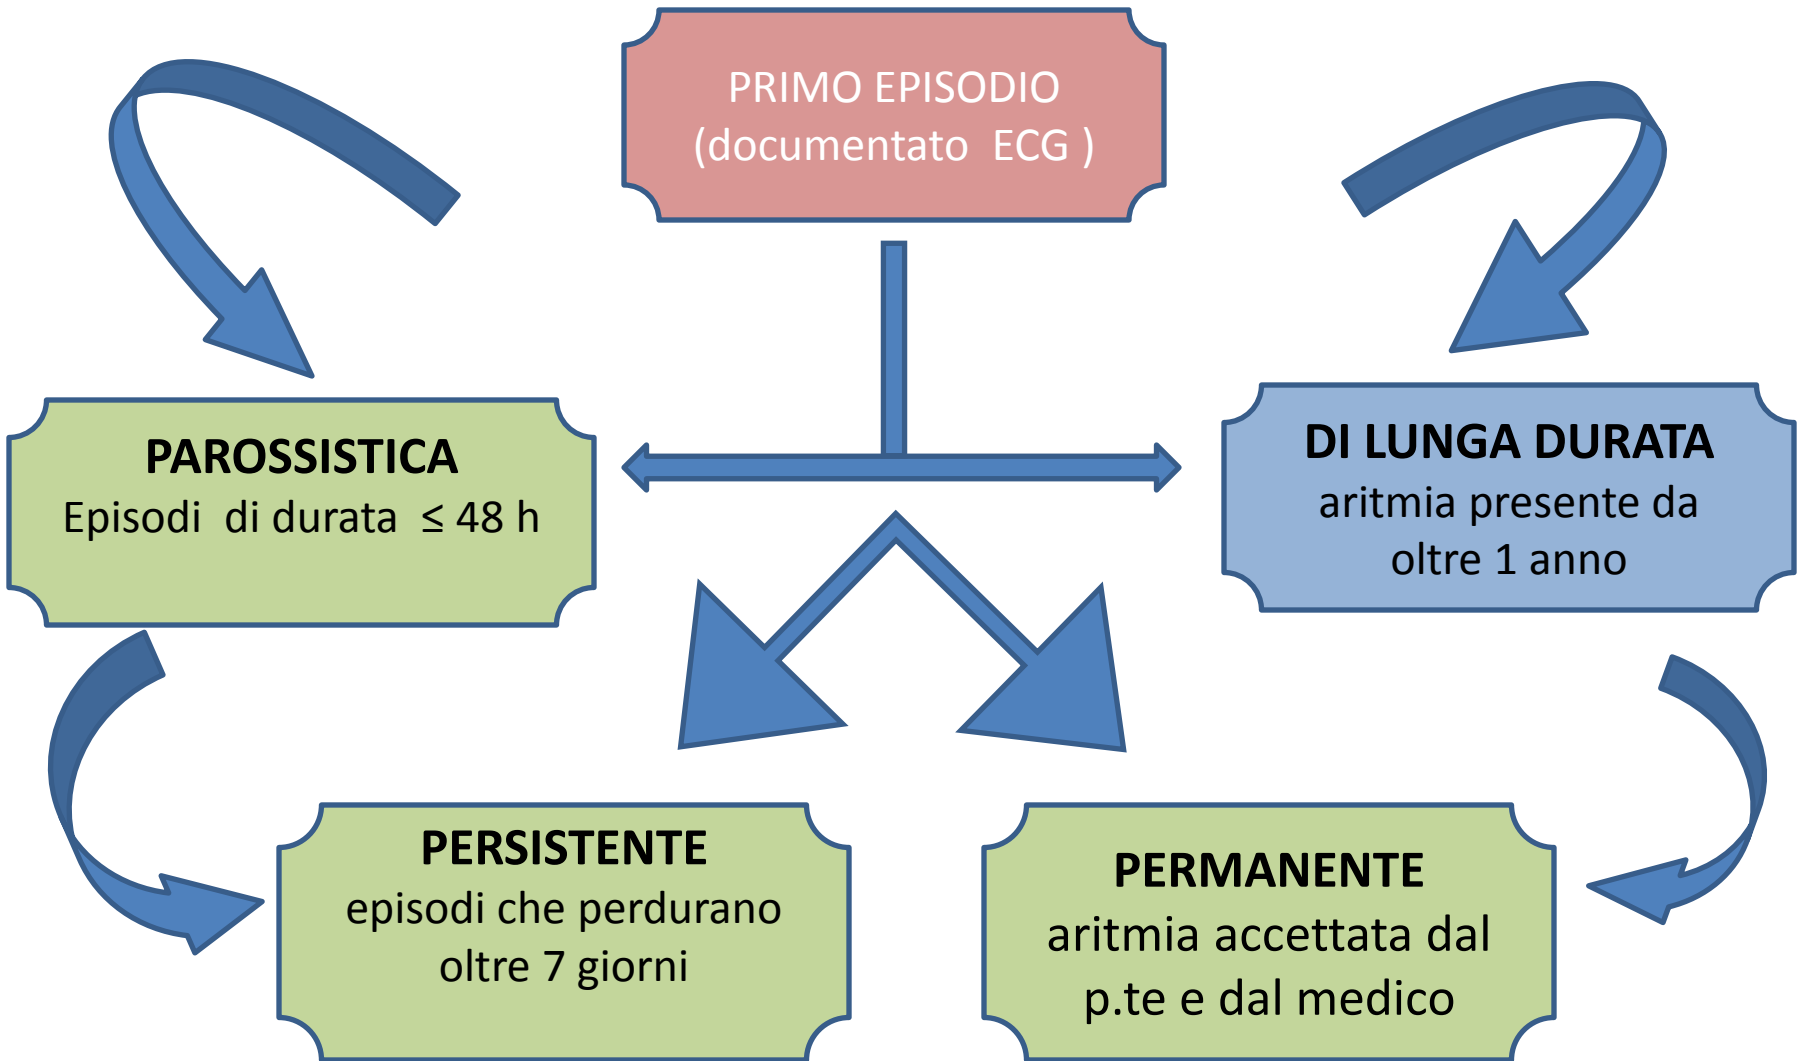 PRIMO EPISODIO
(documentato ECG )
PAROSSISTICA
Episodi di durata ≤ 48 h
DI LUNGA DURATA
aritmia presente da
oltre 1 anno
PERSISTENTE
episodi che perdurano
oltre 7 giorni
PERMANENTE
aritmia accettata dal
p.te e dal medico